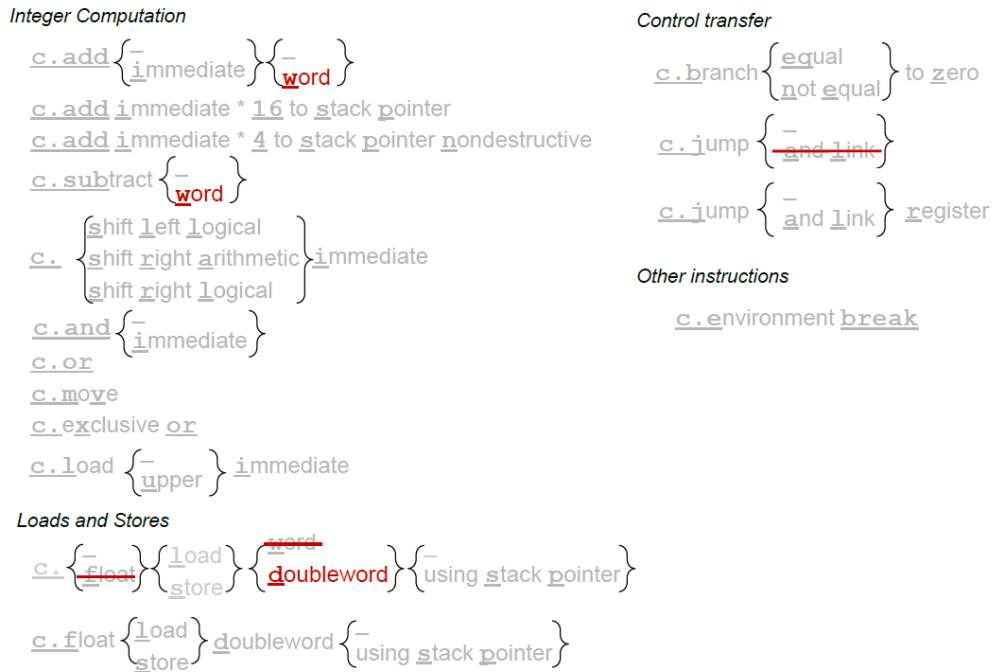 Integer Computation
c.add { – immediate } { – word }
c.add immediate * 16 to stack pointer
c.add immediate * 4 to stack pointer nondestructive
c.subtract { – word }
c. { shift left logical
shift right arithmetic
shift right logical } immediate
c.and { – immediate }
c.or
c.move
c.exclusive or
c.load { – upper } immediate
Loads and Stores
c. { – float } { load store } { word doubleword } { – using stack pointer }
c.float { load store } doubleword { – using stack pointer }
Control transfer
c.branch { equal not equal } to zero
c.jump { – and link }
c.jump { – and link } register
Other instructions
c.environment break